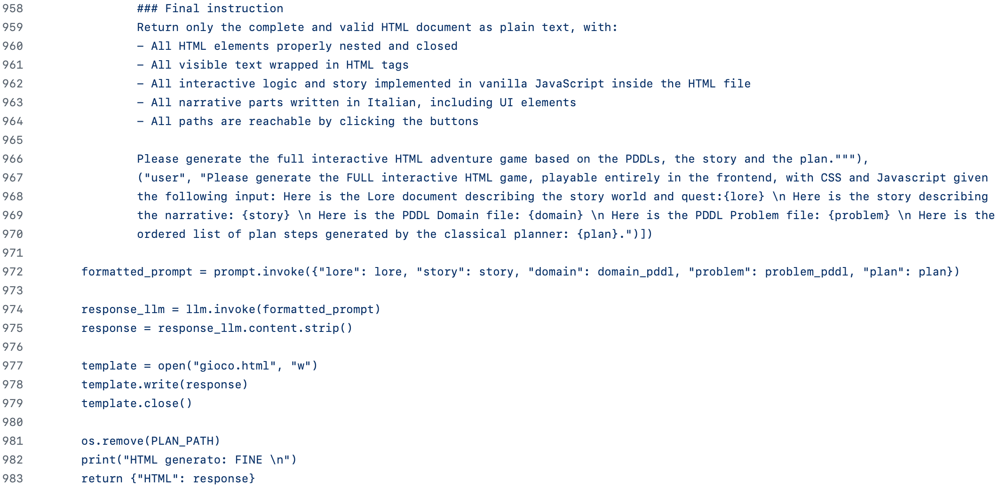 958 ### Final instruction
959 Return only the complete and valid HTML document as plain text, with:
960 – All HTML elements properly nested and closed
961 – All visible text wrapped in HTML tags
962 – All interactive logic and story implemented in vanilla JavaScript inside the HTML file
963 – All narrative parts written in Italian, including UI elements
964 – All paths are reachable by clicking the buttons
965
966 Please generate the full interactive HTML adventure game based on the PDDLs, the story and the plan."""),
967 ("user", "Please generate the FULL interactive HTML game, playable entirely in the frontend, with CSS and Javascript given
968 the following input: Here is the Lore document describing the story world and quest:{lore} \n Here is the story describing
969 the narrative: {story} \n Here is the PDDL Domain file: {domain} \n Here is the PDDL Problem file: {problem} \n Here is the
970 ordered list of plan steps generated by the classical planner: {plan}.")])
971
972 formatted_prompt = prompt.invoke({"lore": lore, "story": story, "domain": domain_pddl, "problem": problem_pddl, "plan": plan})
973
974 response_llm = llm.invoke(formatted_prompt)
975 response = response_llm.content.strip()
976
977 template = open("gioco.html", "w")
978 template.write(response)
979 template.close()
980
981 os.remove(PLAN_PATH)
982 print("HTML generato: FINE \n")
983 return {"HTML": response}